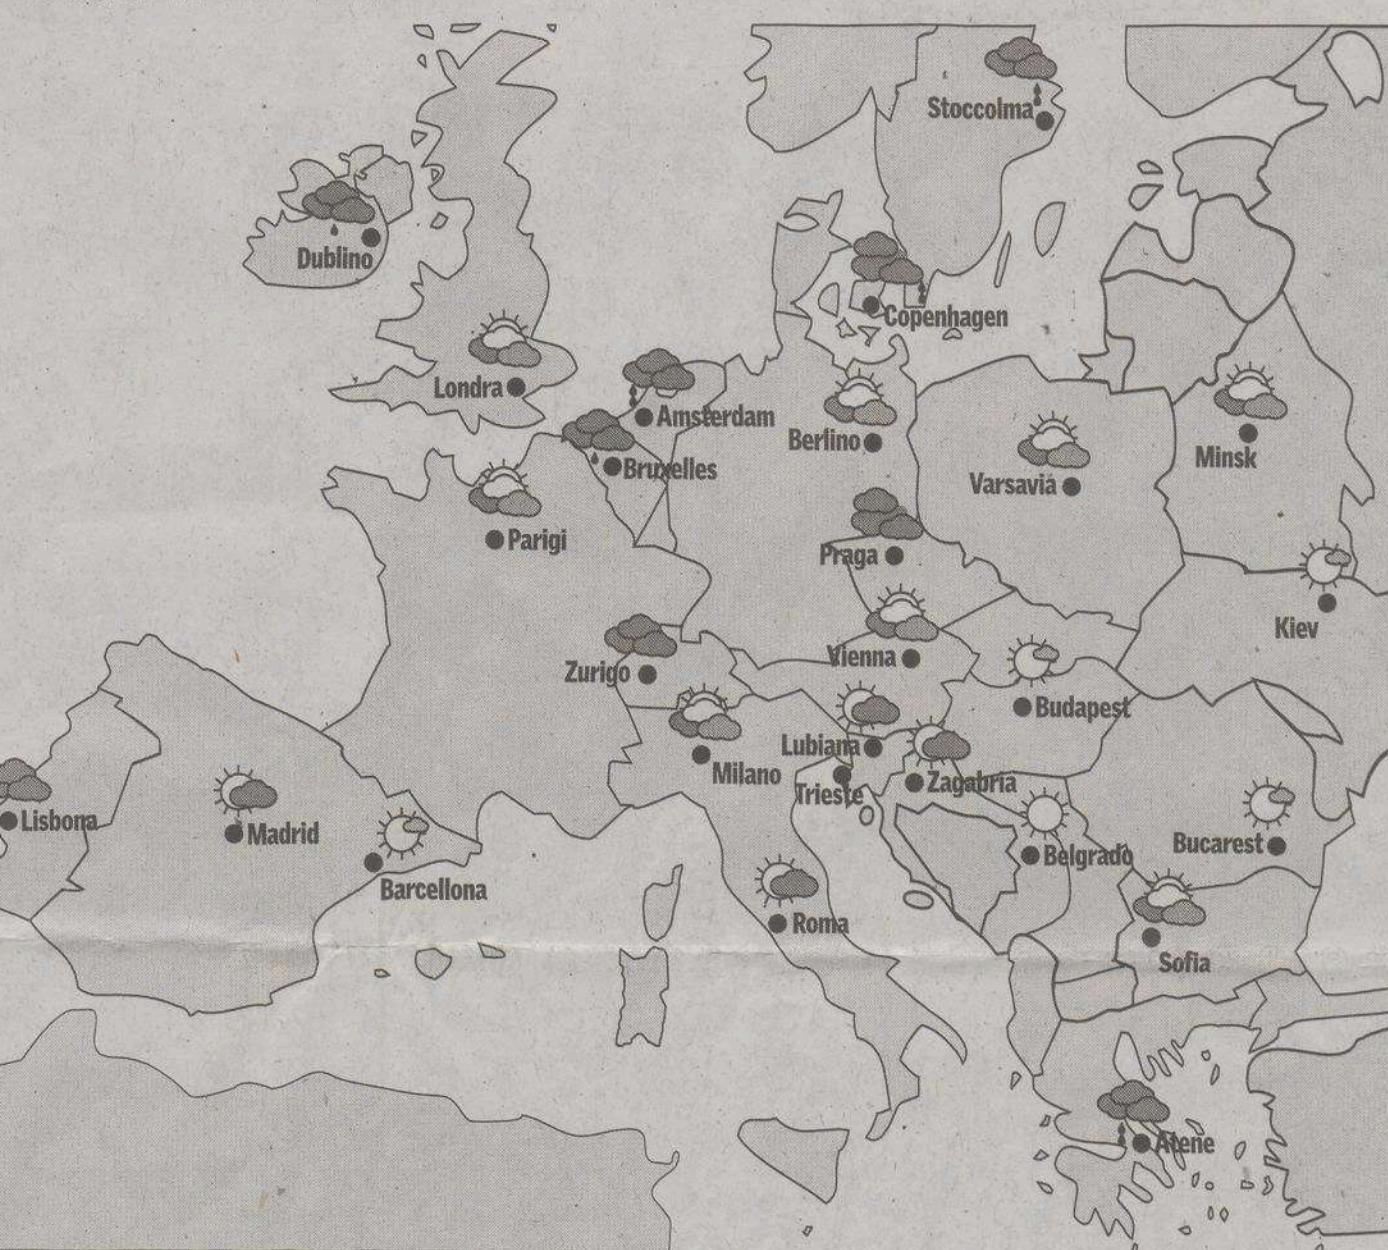 Stoccolma
Dublino
Copenhagen
Londra
Amsterdam
Berlino
Minsk
Bruxelles
Varsavia
Parigi
Praga
Kiev
Vienna
Zurigo
Budapest
Lubiana
Milano
Zagabria
Trieste
Lisbona
Madrid
Bucarest
Belgrado
Barcellona
Roma
Sofia
Atene